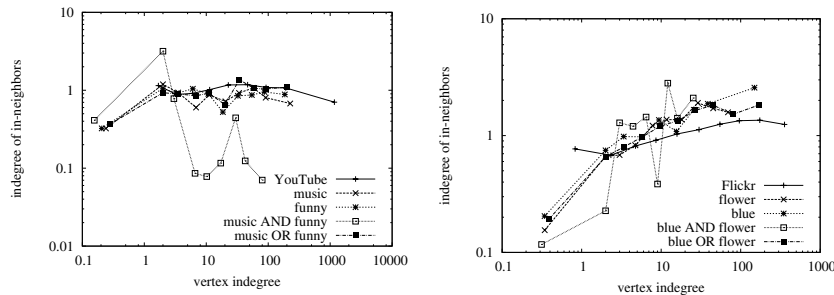 10
1
0.1
0.01
0.1
1
10
100
1000
10000
indegree of in-neighbors
vertex indegree
YouTube
music
funny
music AND funny
music OR funny
10
1
0.1
0.1
1
10
100
1000
indegree of in-neighbors
vertex indegree
Flickr
flower
blue
blue AND flower
blue OR flower